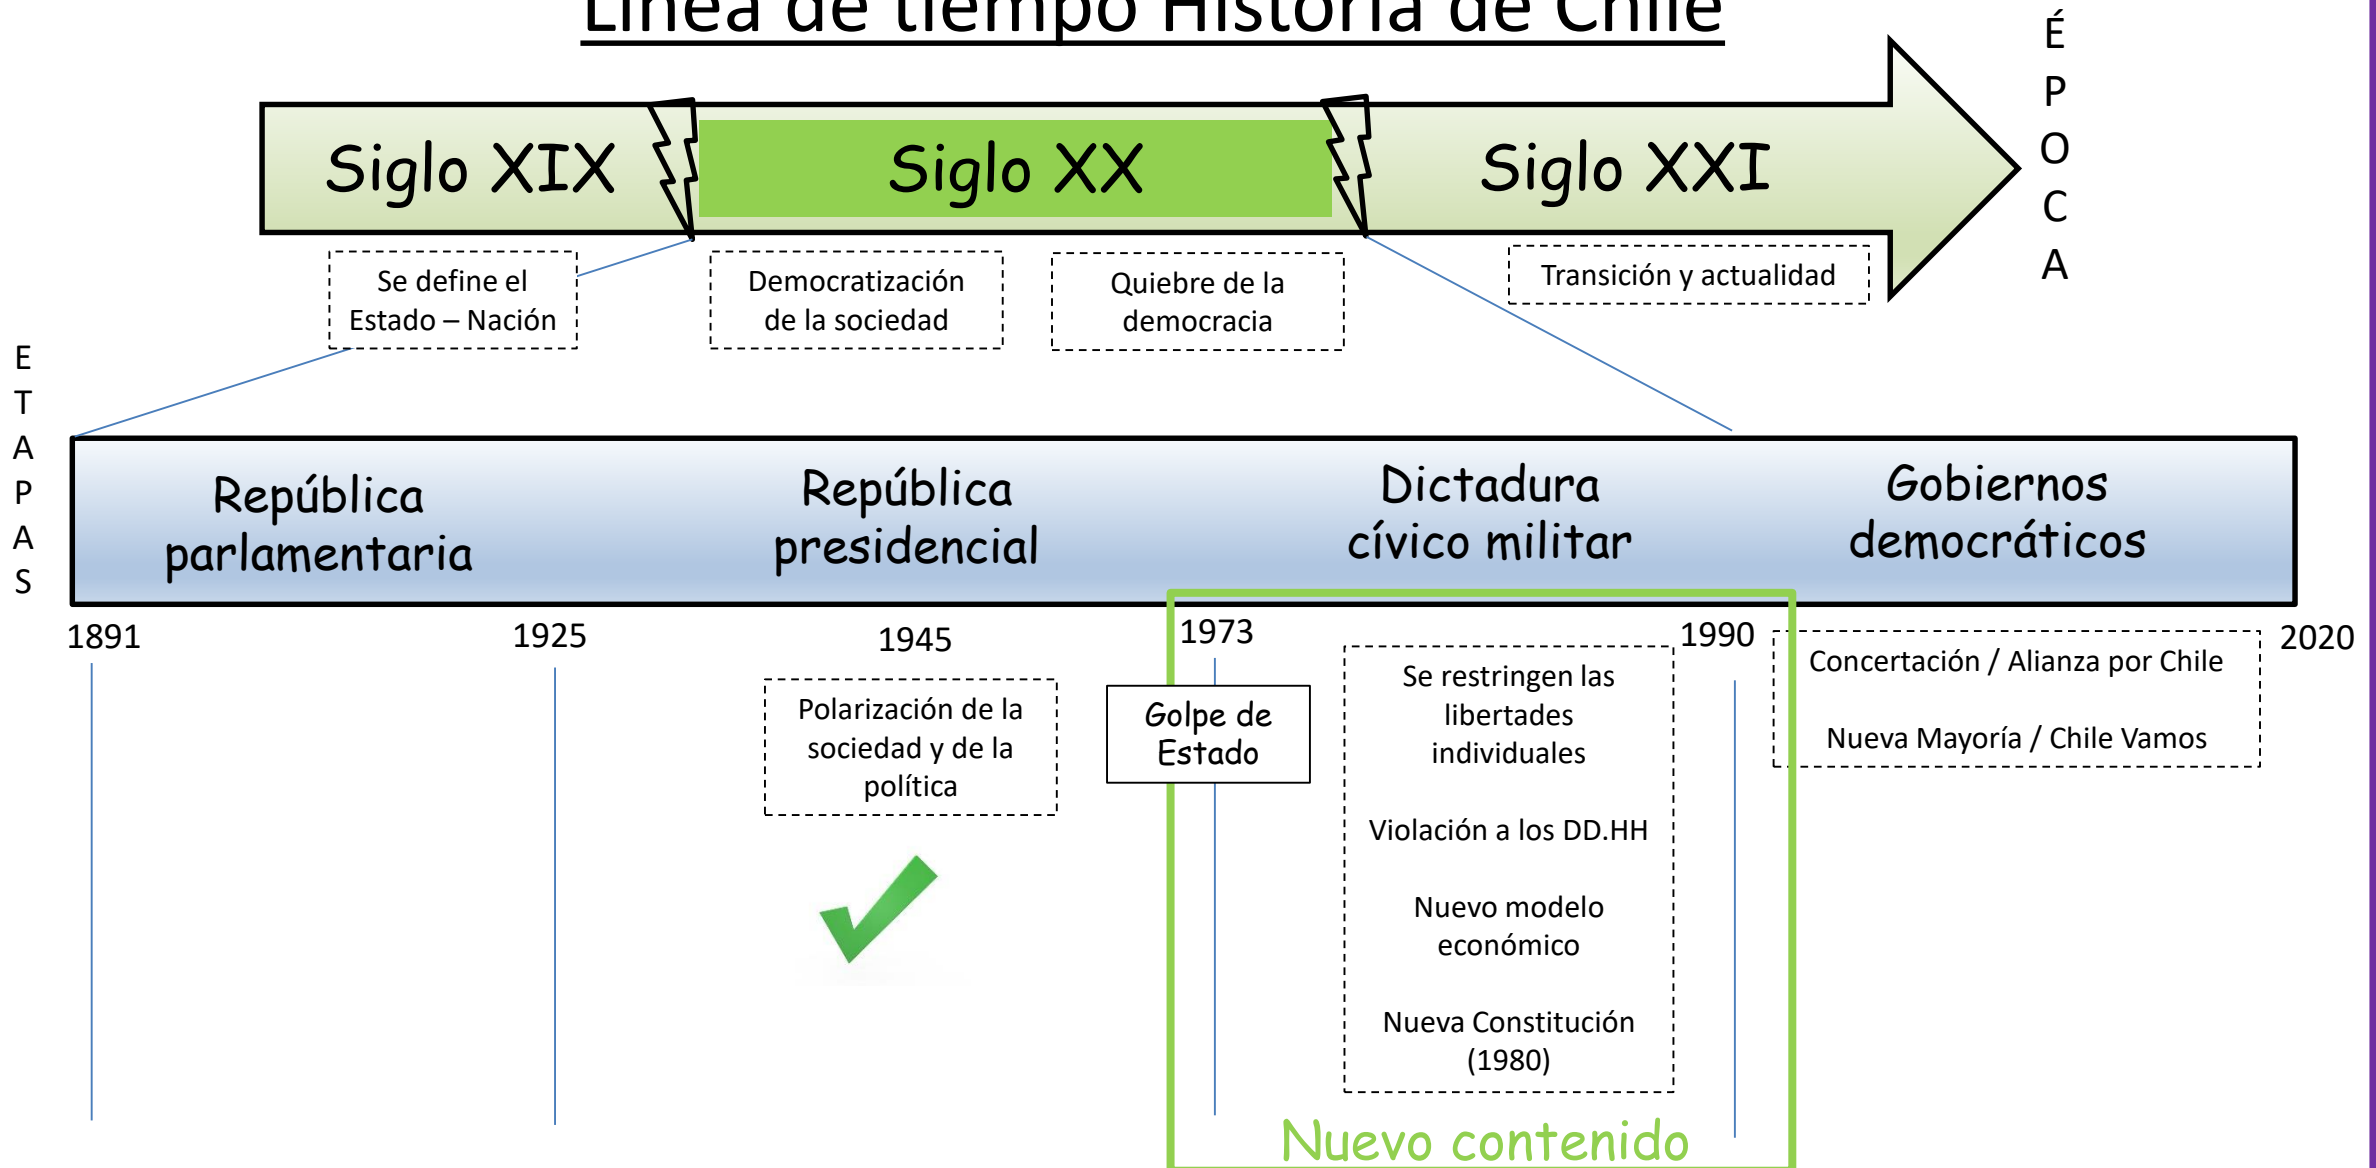 Línea de tiempo Historia de Chile
ÉPOCA
Siglo XIX
Siglo XX
Siglo XXI
Se define el
Estado – Nación
Democratización
de la sociedad
Quiebre de la
democracia
Transición y actualidad
ETAPAS
República
parlamentaria
República
presidencial
Dictadura
cívico militar
Gobiernos
democráticos
1891
1925
1945
1973
1990
2020
Polarización de la
sociedad y de la
política
Golpe de
Estado
Se restringen las
libertades
individuales
Violación a los DD.HH
Nuevo modelo
económico
Nueva Constitución
(1980)
Concertación / Alianza por Chile
Nueva Mayoría / Chile Vamos
Nuevo contenido